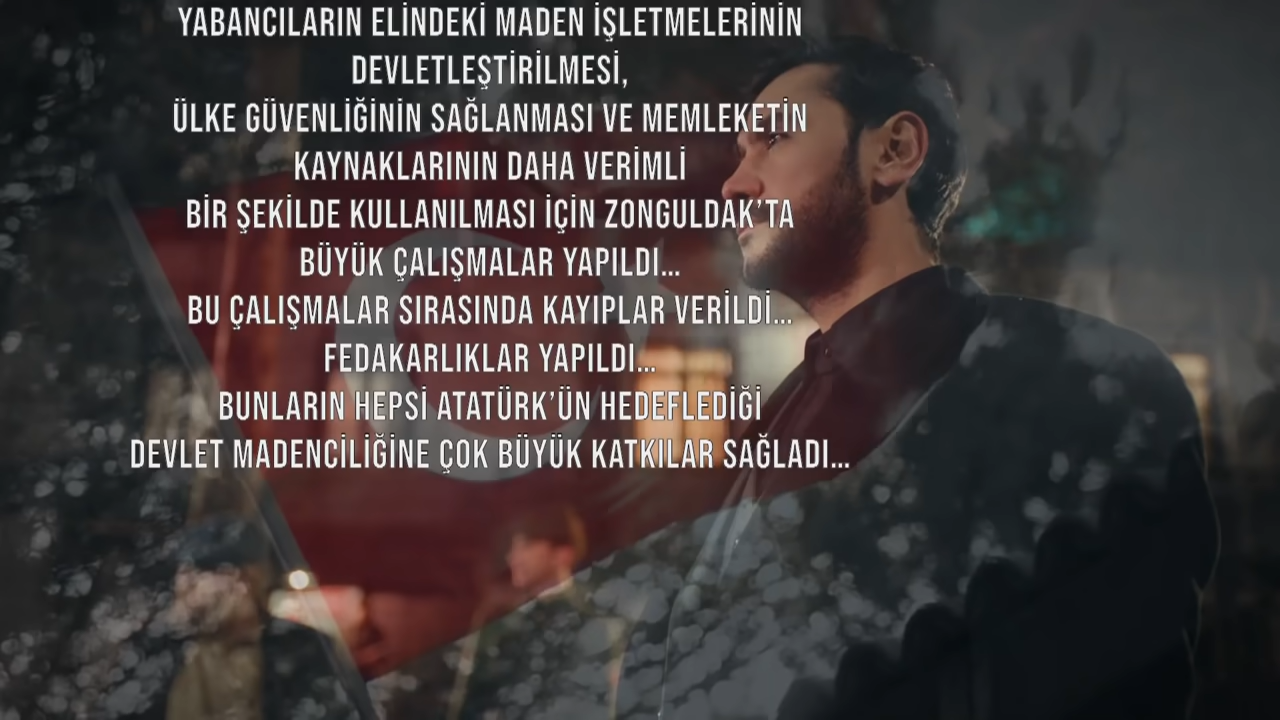 YABANCILARIN ELİNDEKİ MADEN İŞLETMELERİNİN
DEVLETLEŞTİRİLMESİ,
ÜLKE GÜVENLİĞİNİN SAĞLANMASI VE MEMLEKETİN
KAYNAKLARININ DAHA VERİMLİ
BİR ŞEKİLDE KULLANILMASI İÇİN ZONGULDAK'TA
BÜYÜK ÇALIŞMALAR YAPILDI...
BU ÇALIŞMALAR SIRASINDA KAYIPLAR VERİLDİ...
FEDAKARLIKLAR YAPILDI...
BUNLARIN HEPSİ ATATÜRK'ÜN HEDEFLEDİĞİ
DEVLET MADENCİLİĞİNE ÇOK BÜYÜK KATKILAR SAĞLADI...